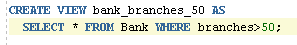 CREATE VIEW bank_branches_50 AS
SELECT * FROM Bank WHERE branches>50;